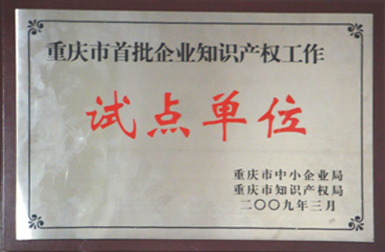 重庆市首批企业知识产权工作
试点单位
重庆市中小企业局
重庆市知识产权局
二〇〇九年三月